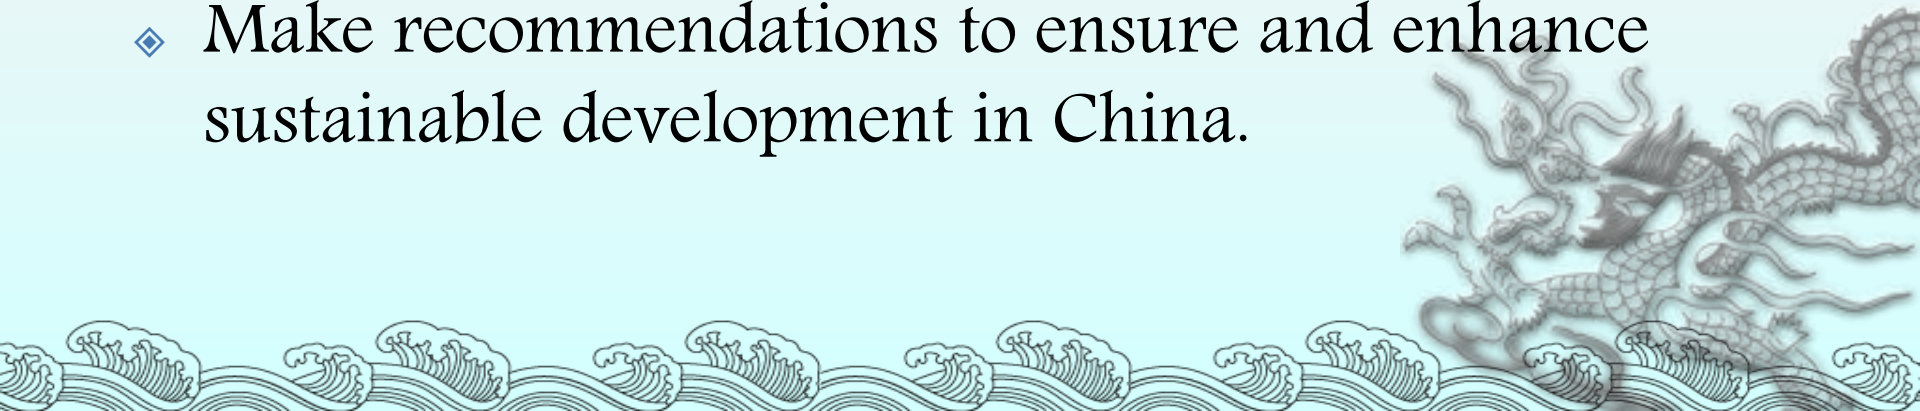 Make recommendations to ensure and enhance
sustainable development in China.